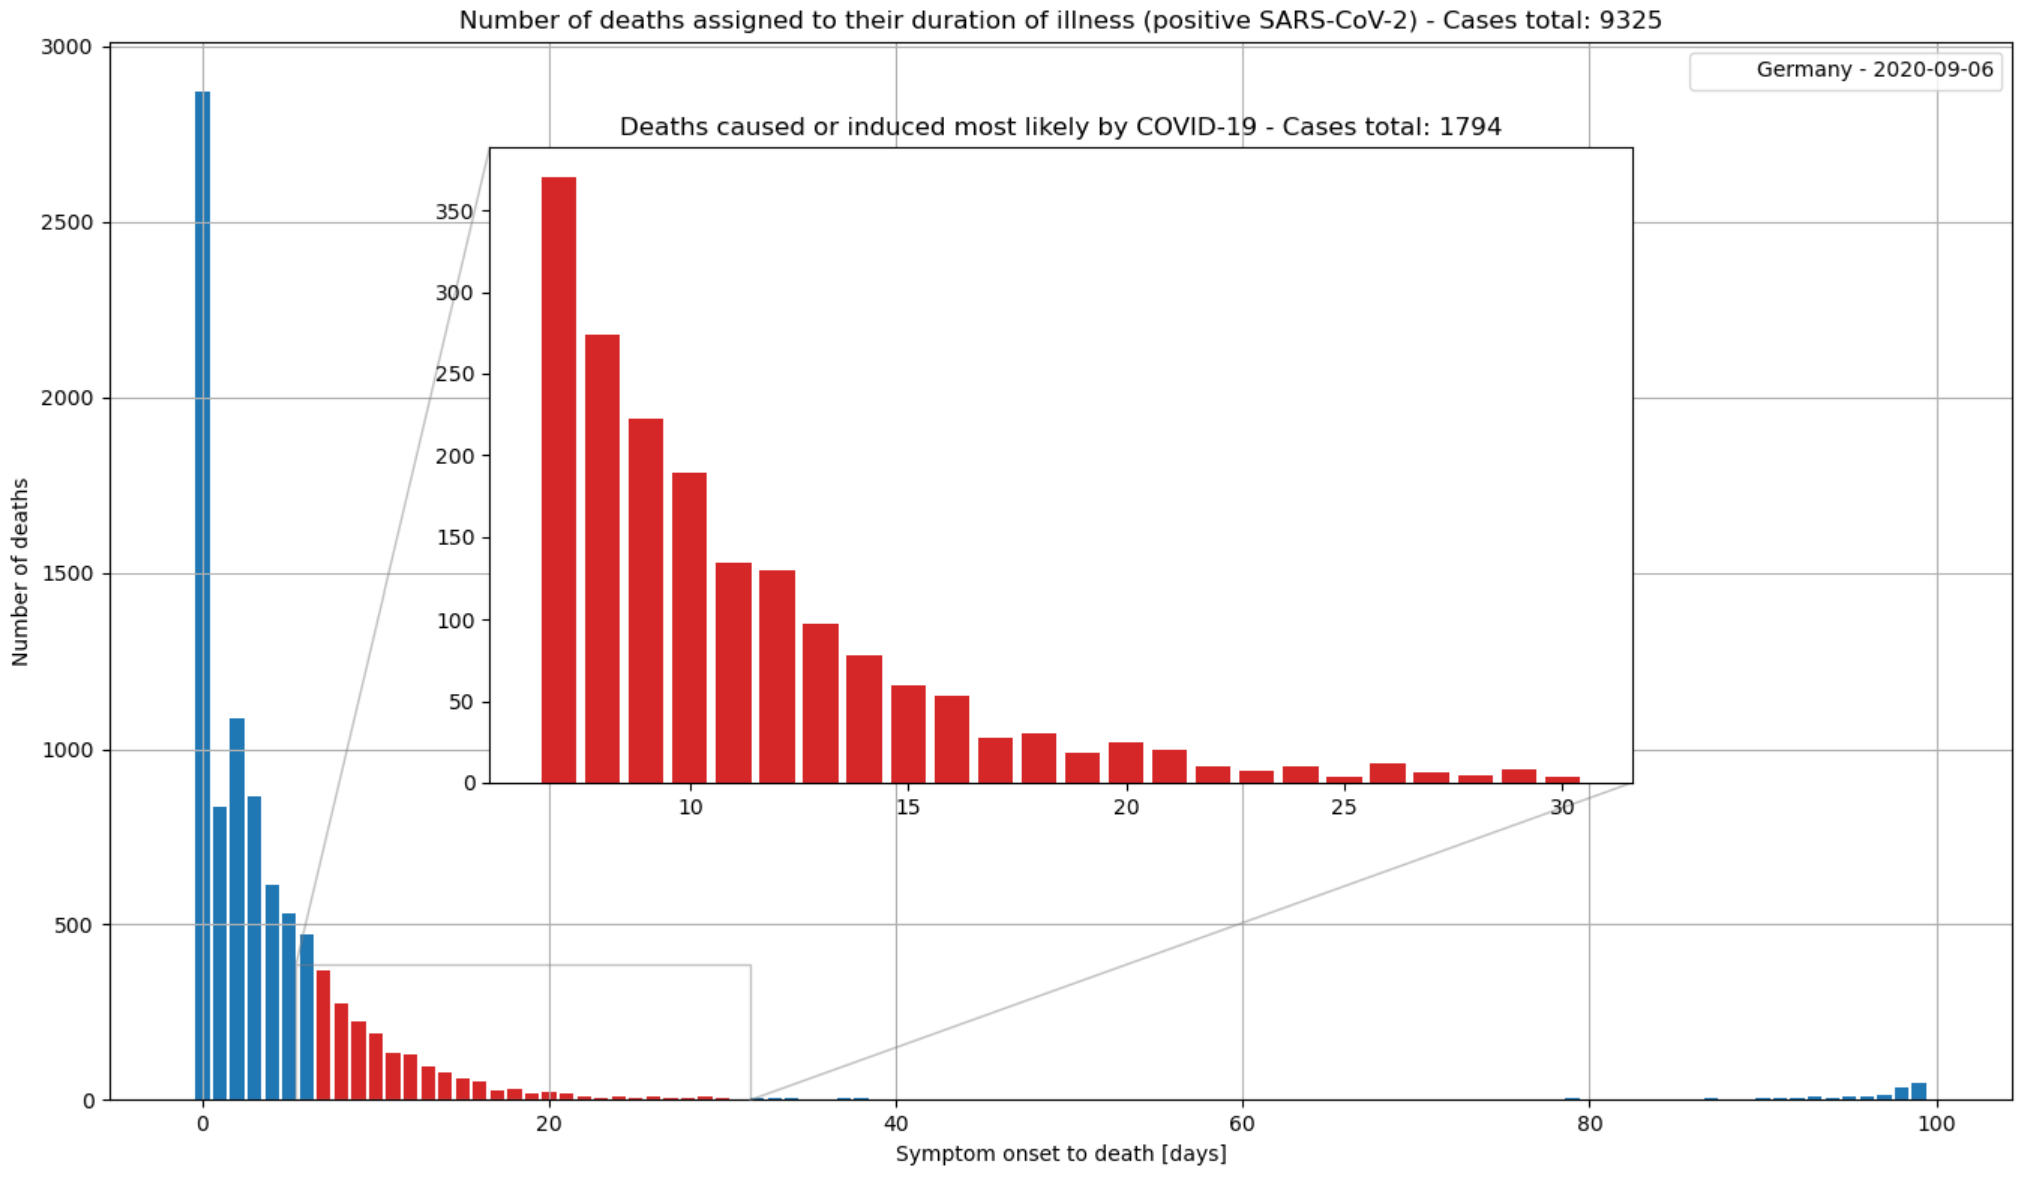 Number of deaths assigned to their duration of illness (positive SARS-CoV-2) - Cases total: 9325
Germany - 2020-09-06
Deaths caused or induced most likely by COVID-19 - Cases total: 1794
3000
2500
2000
1500
1000
500
0
Number of deaths
350
300
250
200
150
100
50
0
10 15 20 25 30
0 20 40 60 80 100
Symptom onset to death [days]